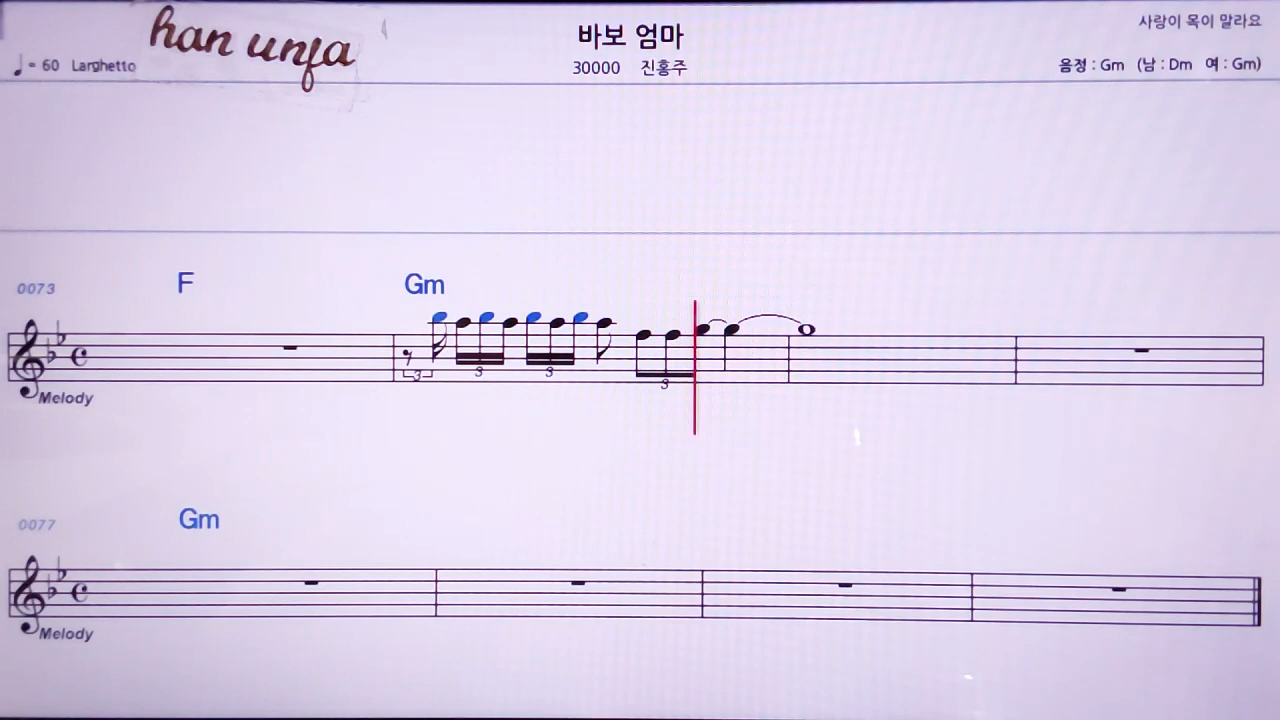 han unja
바보 엄마
사랑이 목이 말라요
♩= 60 Larghetto
30000 진홍주
음정 : Gm (남 : Dm 여 : Gm)
0073 F Gm
3 3 3 3
Melody
0077 Gm
Melody